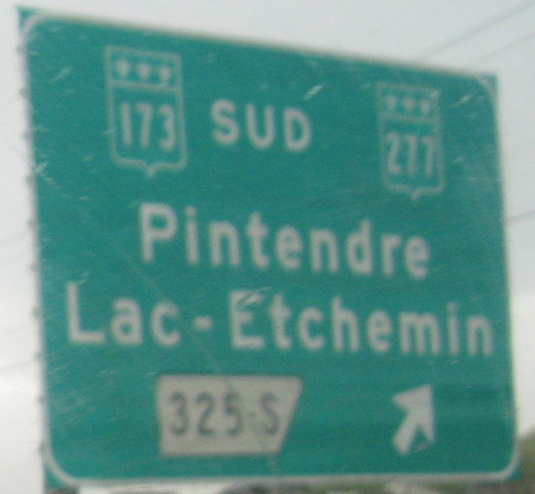 173 SUD 277
Pintendre
Lac-Etchemin
325-S